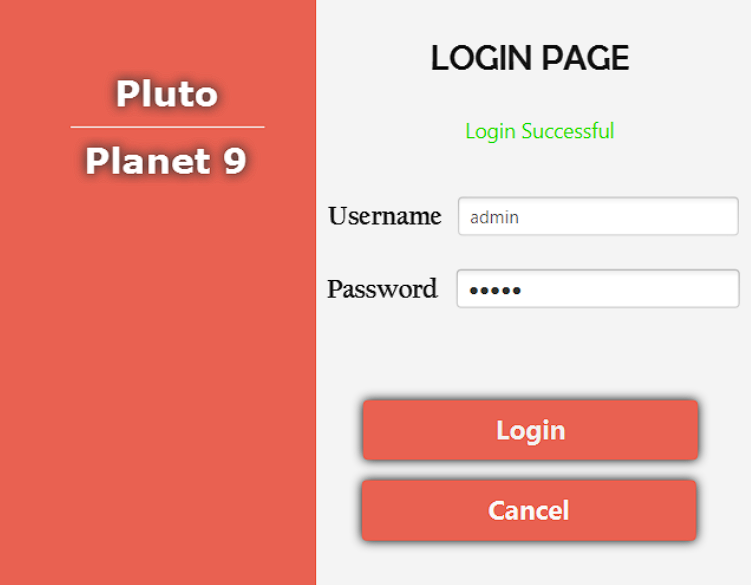 Pluto
Planet 9
LOGIN PAGE
Login Successful
Username admin
Password •••••
Login
Cancel